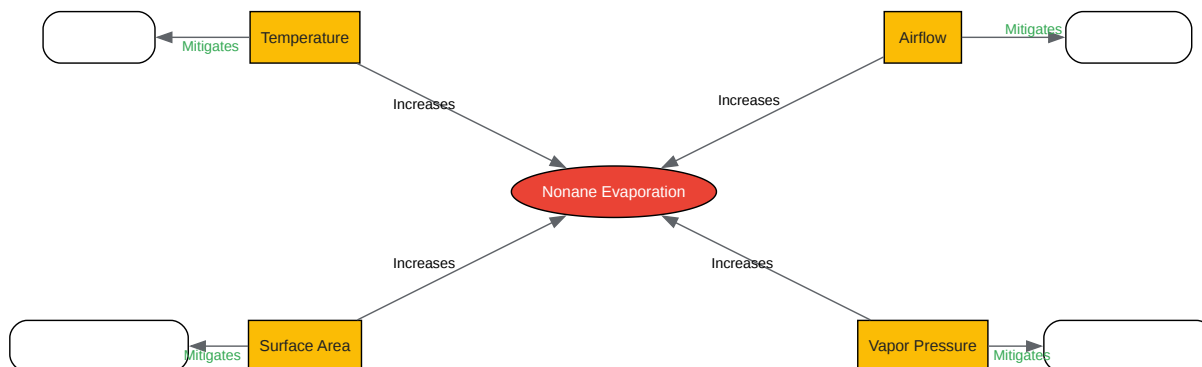 Temperature
Airflow
Mitigates
Mitigates
Increases
Increases
Nonane Evaporation
Increases
Increases
Surface Area
Vapor Pressure
Mitigates
Mitigates